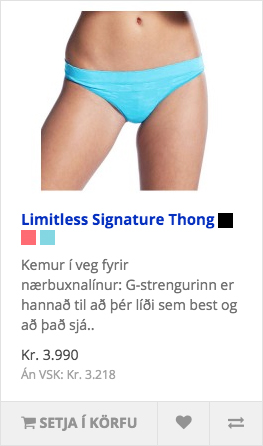 Limitless Signature Thong
Kemur í veg fyrir
nærbuxnalínur: G-strengurinn er
hannað til að þér líði sem best og
að það sjá..
Kr. 3.990
Án VSK: Kr. 3.218
SETJA Í KÖRFU